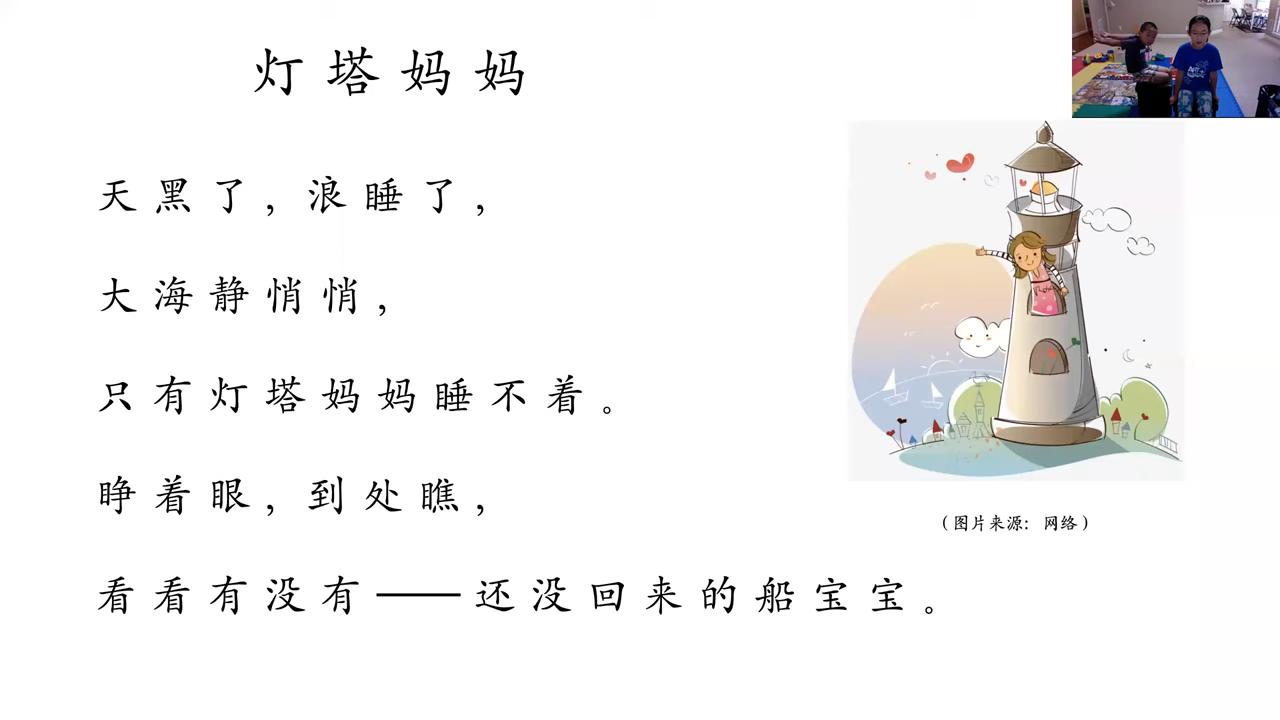 灯塔妈妈
天黑了，浪睡了，
大海静悄悄，
只有灯塔妈妈睡不着。
睁着眼，到处瞧，
看看有没有——还没回来的船宝宝。
（图片来源：网络）